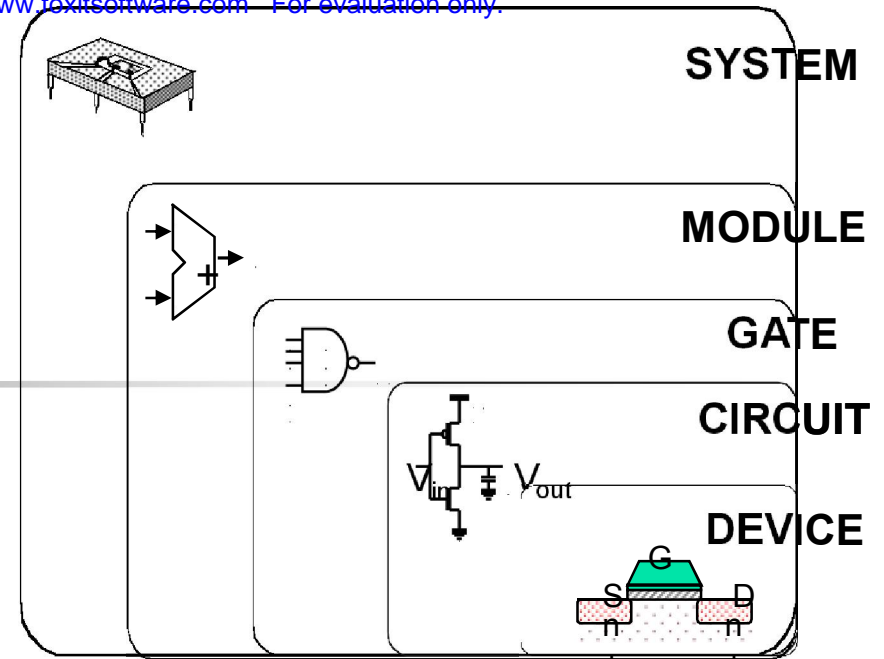 www.foxitsoftware.com For evaluation only.
SYSTEM
MODULE
+
GATE
CIRCUIT
Vin Vout
DEVICE
G
S D
n n